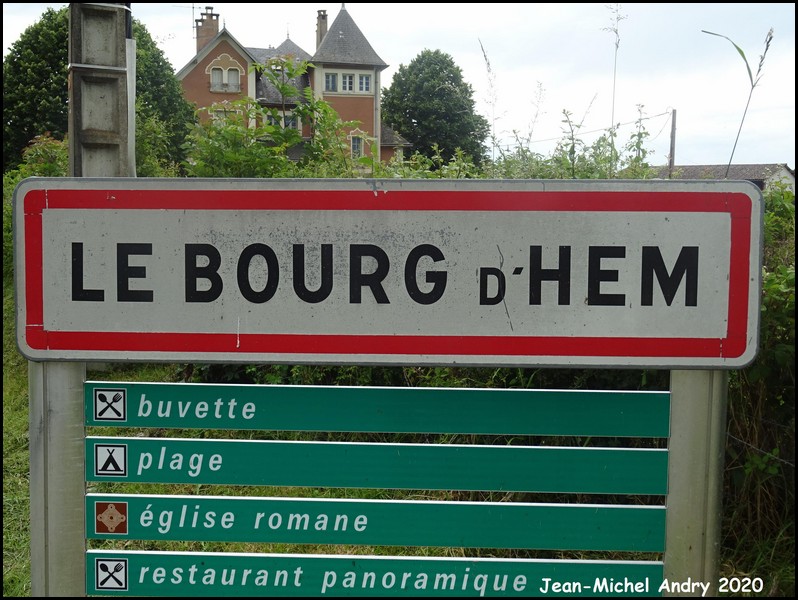 LE BOURG D'HEM
buvette
plage
église romane
restaurant panoramique
Jean-Michel Andry 2020